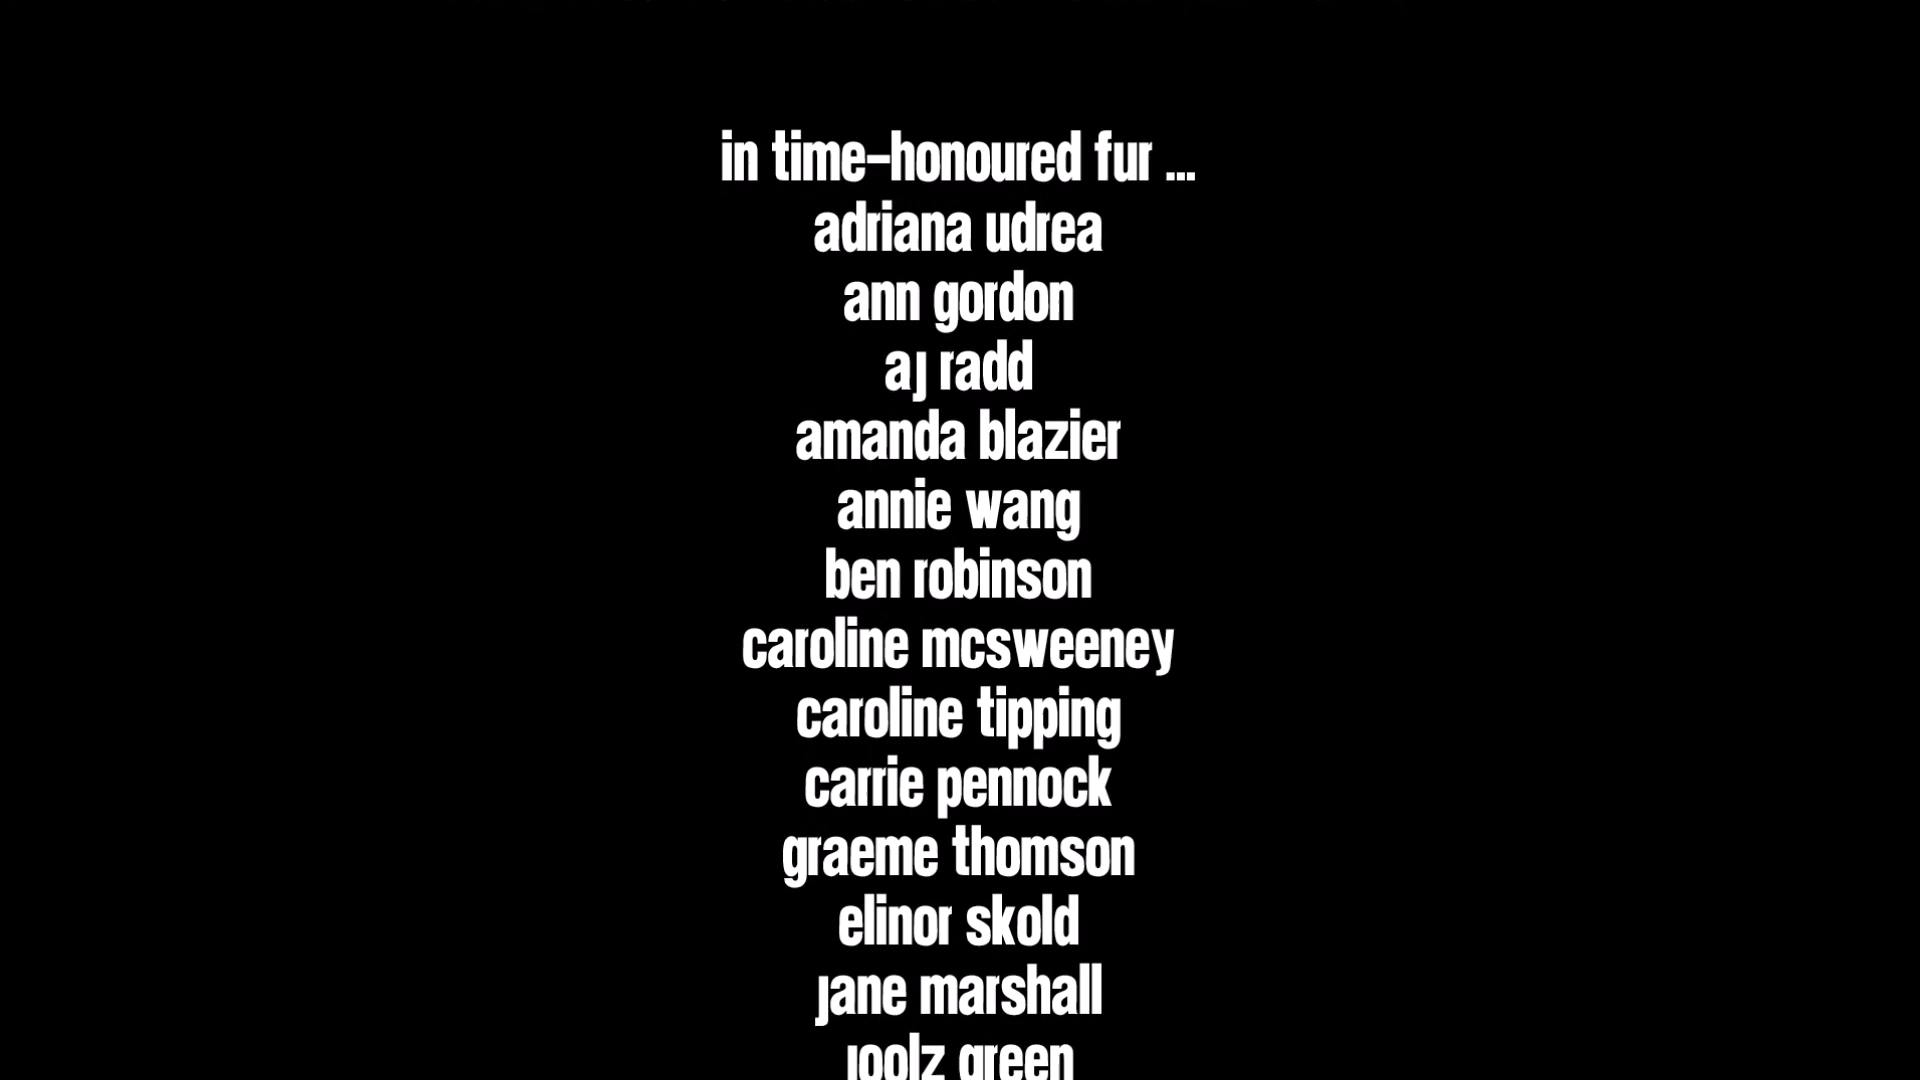 in time-honoured fur ...
adriana udrea
ann gordon
aj radd
amanda blazier
annie wang
ben robinson
caroline mcsweeney
caroline tipping
carrie pennock
graeme thomson
elinor skold
jane marshall
joolz green